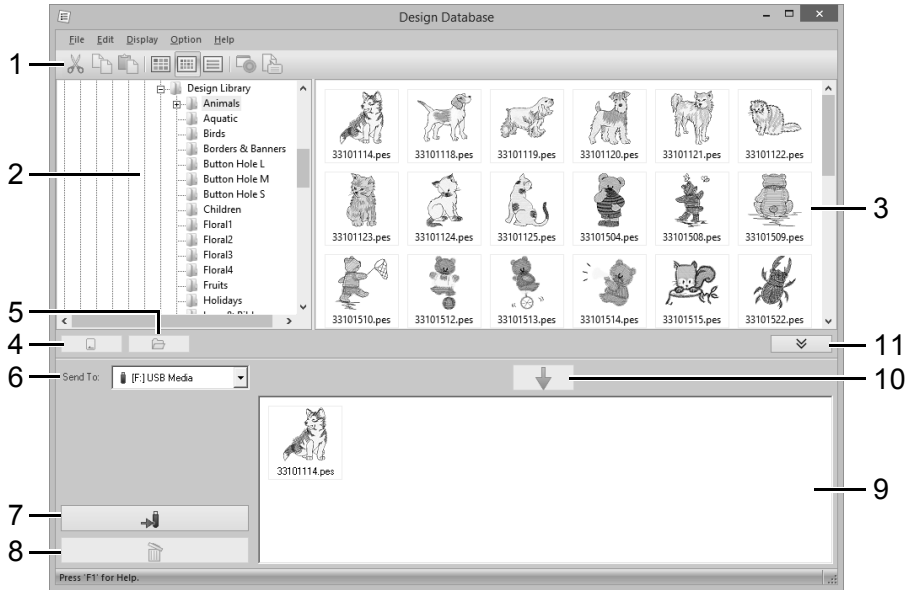 Design Database
File Edit Display Option Help
1
Design Library
Animals
Aquatic
Birds
Borders & Banners
Button Hole L
Button Hole M
Button Hole S
Children
Floral1
Floral2
Floral3
Floral4
Fruits
Holidays
2
33101114.pes 33101118.pes 33101119.pes 33101120.pes 33101121.pes 33101122.pes
33101123.pes 33101124.pes 33101125.pes 33101504.pes 33101508.pes 33101509.pes
3
33101510.pes 33101512.pes 33101513.pes 33101514.pes 33101515.pes 33101522.pes
5
4
11
6
Send To: [F:] USB Media
10
33101114.pes
9
7
8
Press 'F1' for Help.